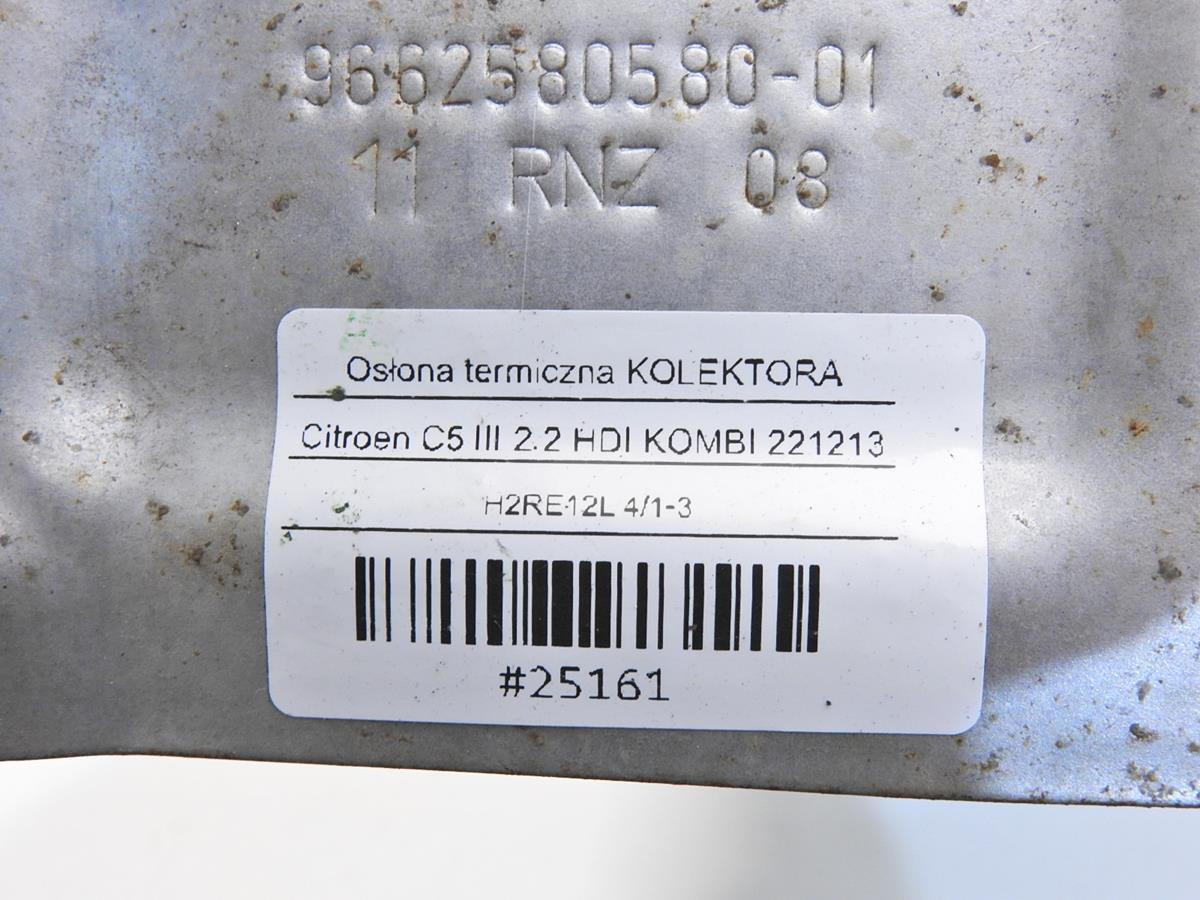 9662580580-01
11 RNZ 08
Osłona termiczna KOLEKTORA
Citroen C5 III 2.2 HDI KOMBI 221213
H2RE12L 4/1-3
#25161